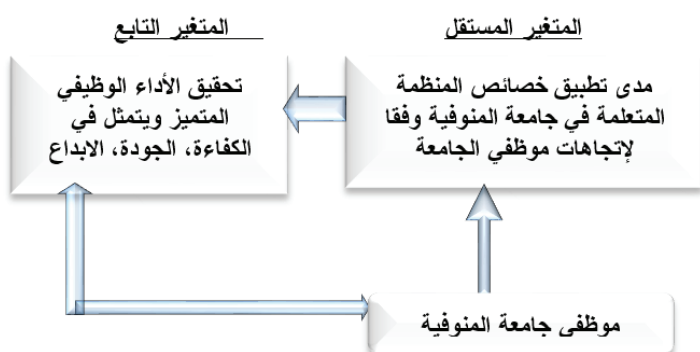 المتغير المستقل
المتغير التابع
مدى تطبيق خصائص المنظمة
المتعلمة في جامعة المنوفية وفقا
لإتجاهات موظفي الجامعة
تحقيق الأداء الوظيفي
المتميز ويتمثل في
الكفاءة، الجودة، الابداع
موظفى جامعة المنوفية